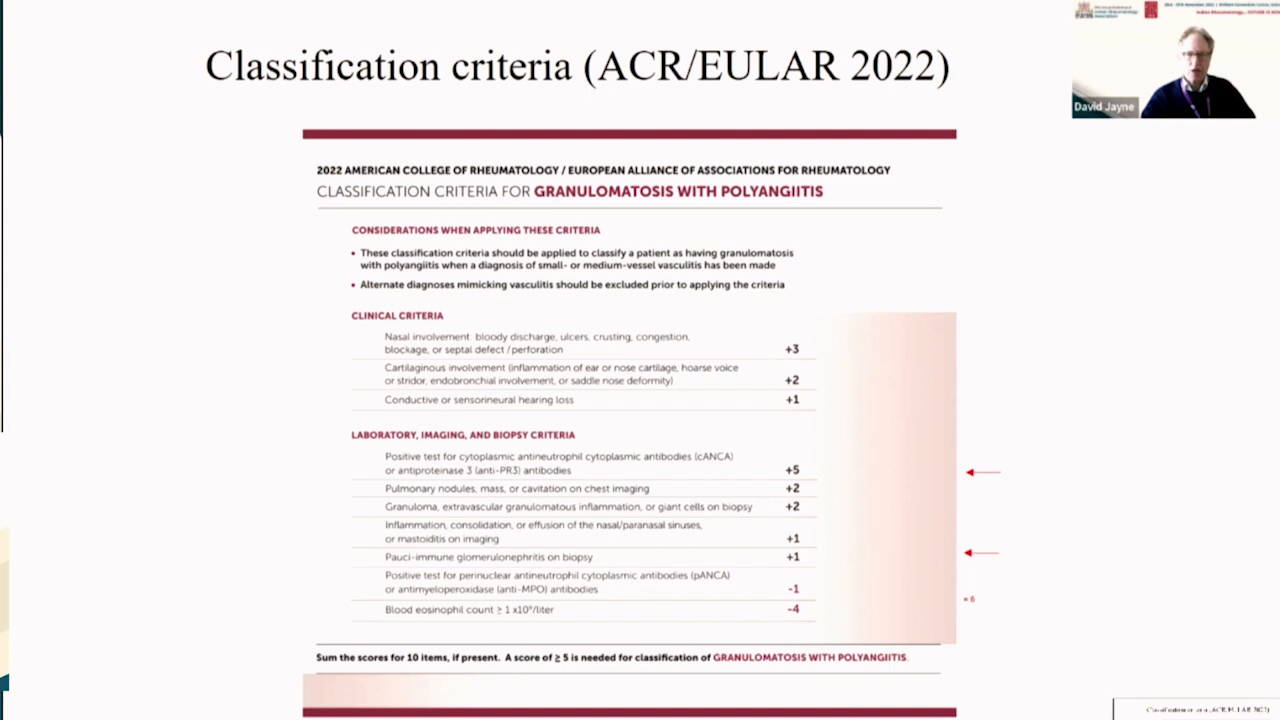 Classification criteria (ACR/EULAR 2022)
David Jayne
2022 AMERICAN COLLEGE OF RHEUMATOLOGY / EUROPEAN ALLIANCE OF ASSOCIATIONS FOR RHEUMATOLOGY
CLASSIFICATION CRITERIA FOR GRANULOMATOSIS WITH POLYANGIITIS
CONSIDERATIONS WHEN APPLYING THESE CRITERIA
• These classification criteria should be applied to classify a patient as having granulomatosis
with polyangiitis when a diagnosis of small- or medium-vessel vasculitis has been made
• Alternate diagnoses mimicking vasculitis should be excluded prior to applying the criteria
CLINICAL CRITERIA
Nasal involvement: bloody discharge, ulcers, crusting, congestion,
blockage, or septal defect / perforation +3
Cartilaginous involvement (inflammation of ear or nose cartilage, hoarse voice
or stridor, endobronchial involvement, or saddle nose deformity) +2
Conductive or sensorineural hearing loss +1
LABORATORY, IMAGING, AND BIOPSY CRITERIA
Positive test for cytoplasmic antineutrophil cytoplasmic antibodies (cANCA)
or antiproteinase 3 (anti-PR3) antibodies +5
Pulmonary nodules, mass, or cavitation on chest imaging +2
Granuloma, extravascular granulomatous inflammation, or giant cells on biopsy +2
Inflammation, consolidation, or effusion of the nasal/paranasal sinuses,
or mastoiditis on imaging +1
Pauci-immune glomerulonephritis on biopsy +1
Positive test for perinuclear antineutrophil cytoplasmic antibodies (pANCA)
or antimyeloperoxidase (anti-MPO) antibodies -1
= 6
Blood eosinophil count ≥ 1 x10⁹/liter -4
Sum the scores for 10 items, if present. A score of ≥ 5 is needed for classification of GRANULOMATOSIS WITH POLYANGIITIS.
Classification criteria (ACR/EULAR 2022)